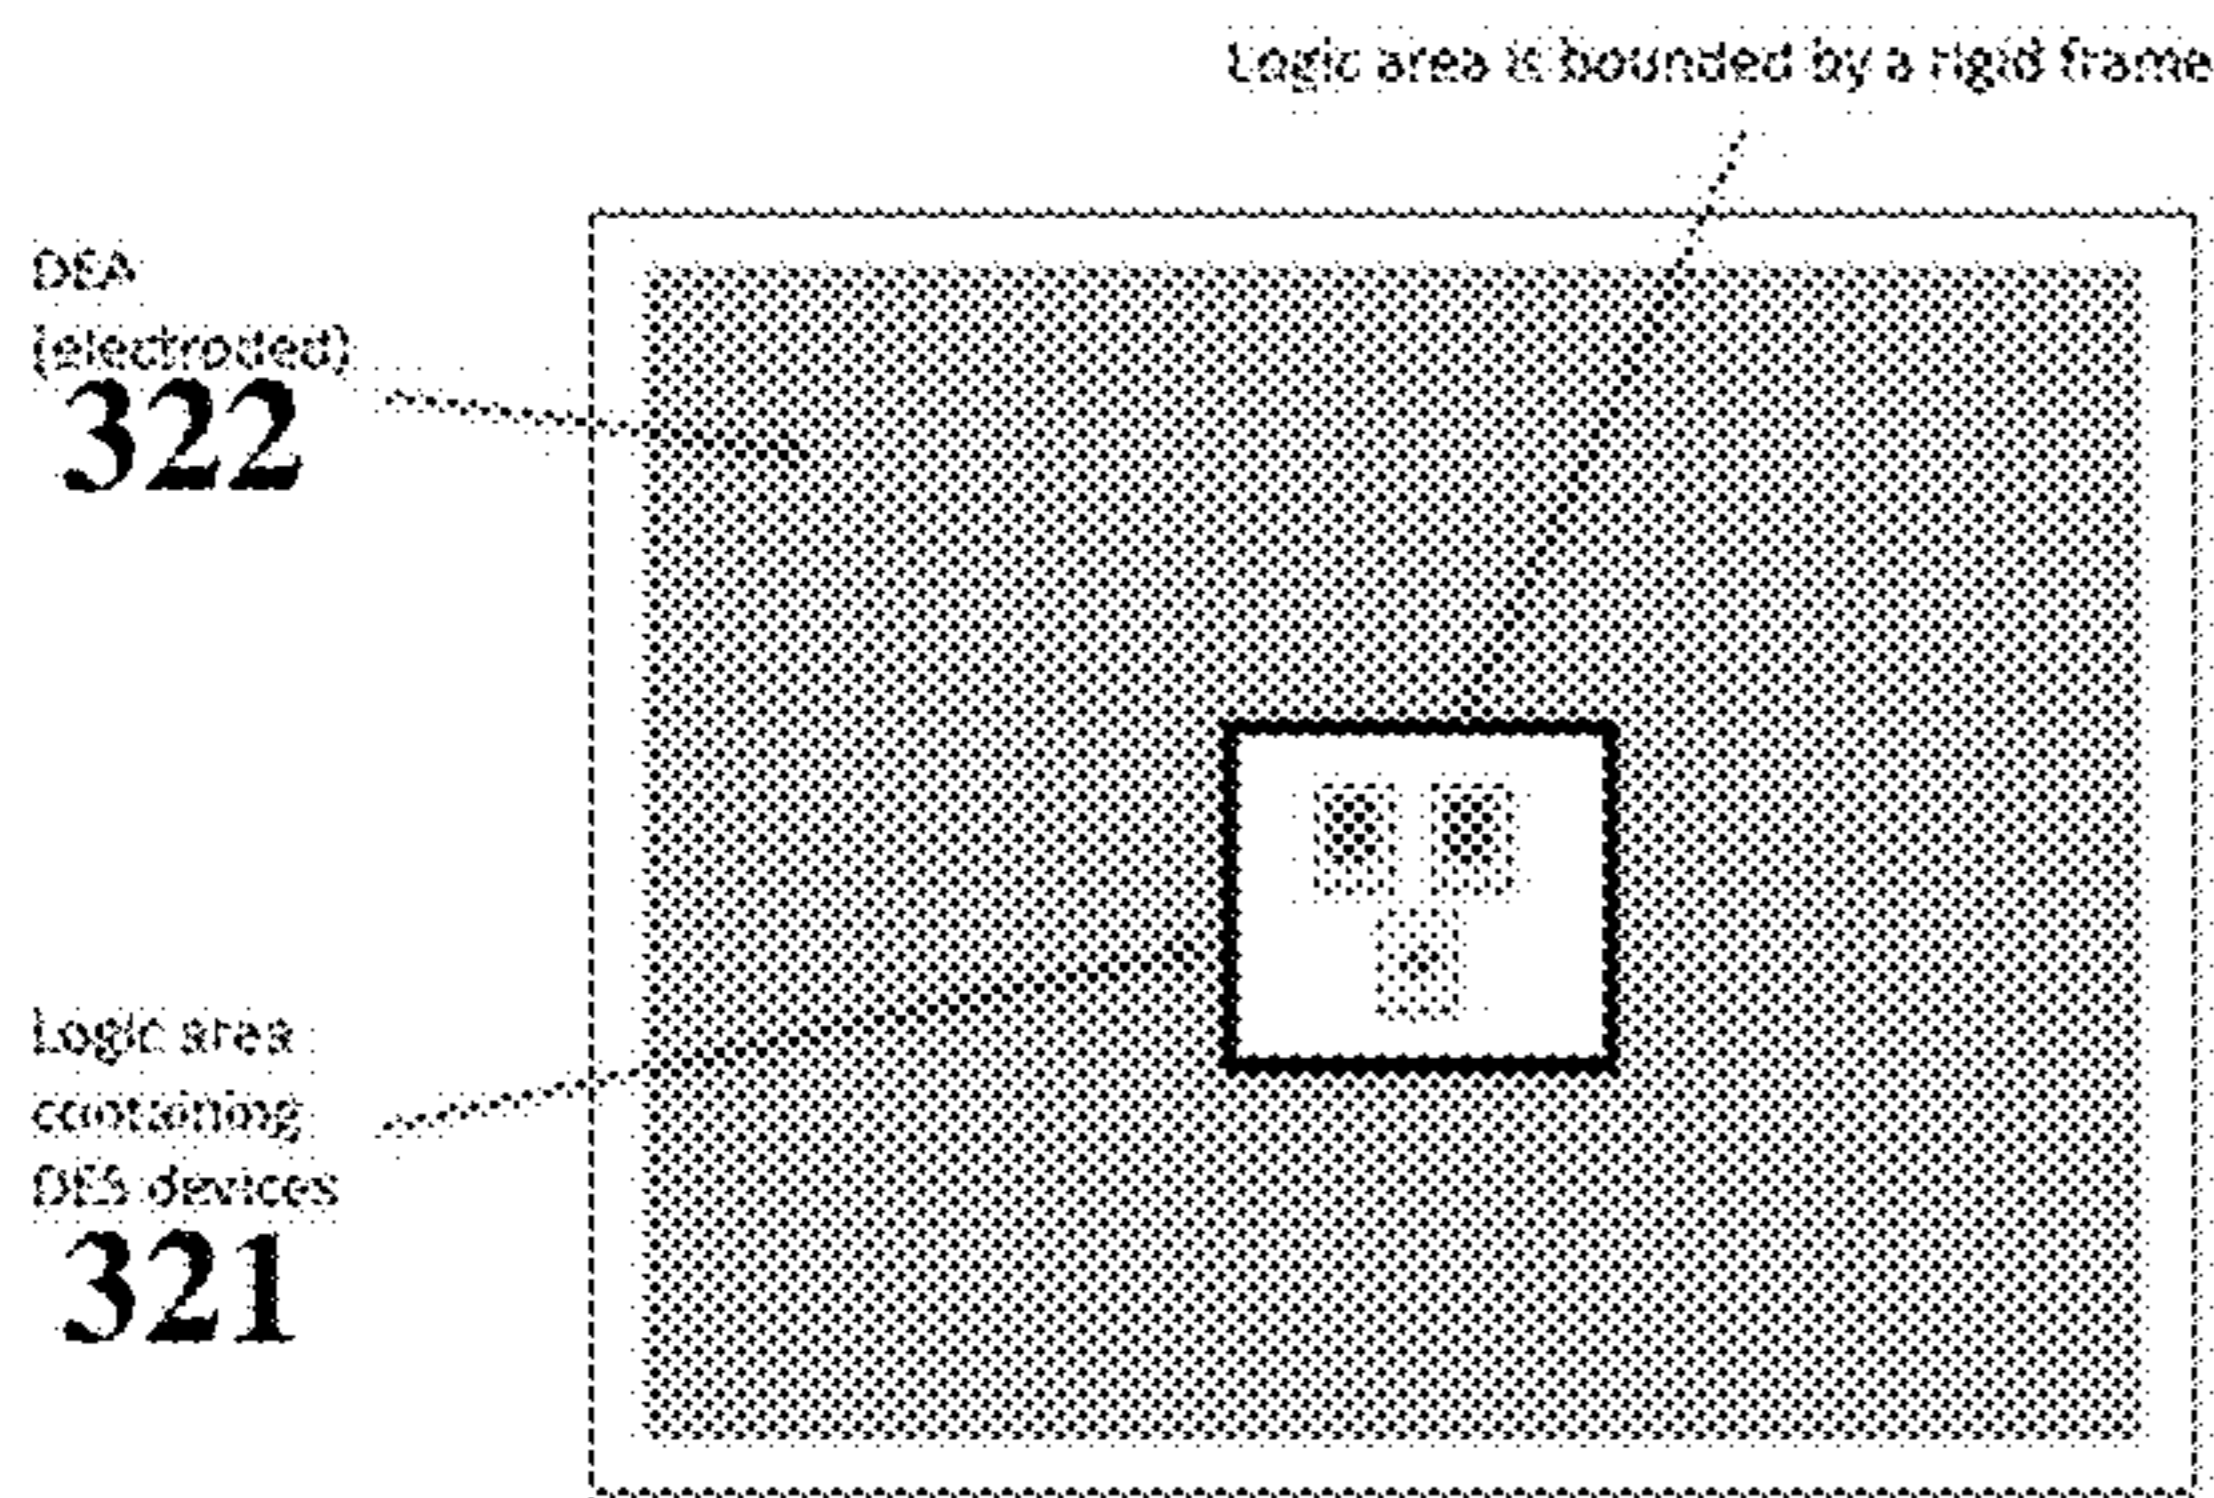 Logic area is bounded by a rigid frame
DEA
(electroded)
322
Logic area
containing
DES devices
321